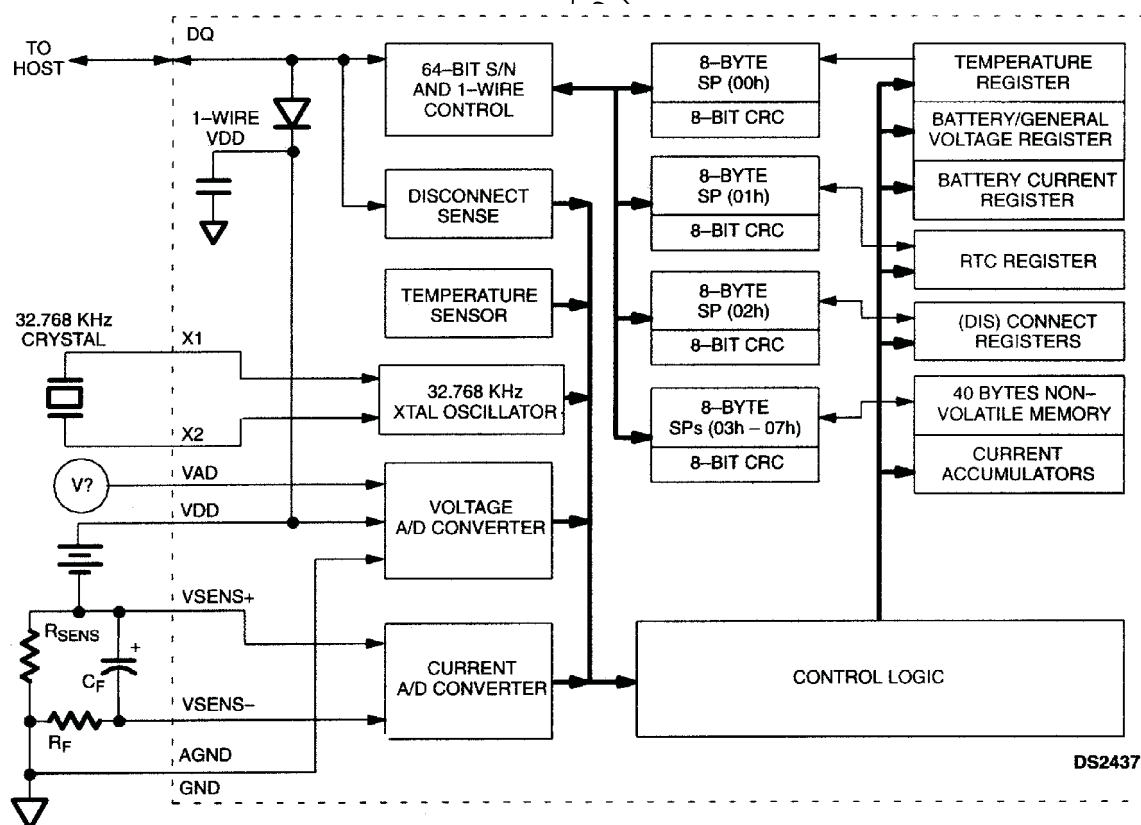 TO
HOST
DQ
1–WIRE
VDD
64–BIT S/N
AND 1–WIRE
CONTROL
DISCONNECT
SENSE
TEMPERATURE
SENSOR
32.768 KHz
CRYSTAL
X1
X2
32.768 KHz
XTAL OSCILLATOR
V?
VAD
VDD
VOLTAGE
A/D CONVERTER
VSENS+
RSENS
+
CF
VSENS–
RF
CURRENT
A/D CONVERTER
AGND
GND
8–BYTE
SP (00h)
8–BIT CRC
8–BYTE
SP (01h)
8–BIT CRC
8–BYTE
SP (02h)
8–BIT CRC
8–BYTE
SPs (03h – 07h)
8–BIT CRC
TEMPERATURE
REGISTER
BATTERY/GENERAL
VOLTAGE REGISTER
BATTERY CURRENT
REGISTER
RTC REGISTER
(DIS) CONNECT
REGISTERS
40 BYTES NON–
VOLATILE MEMORY
CURRENT
ACCUMULATORS
CONTROL LOGIC
DS2437